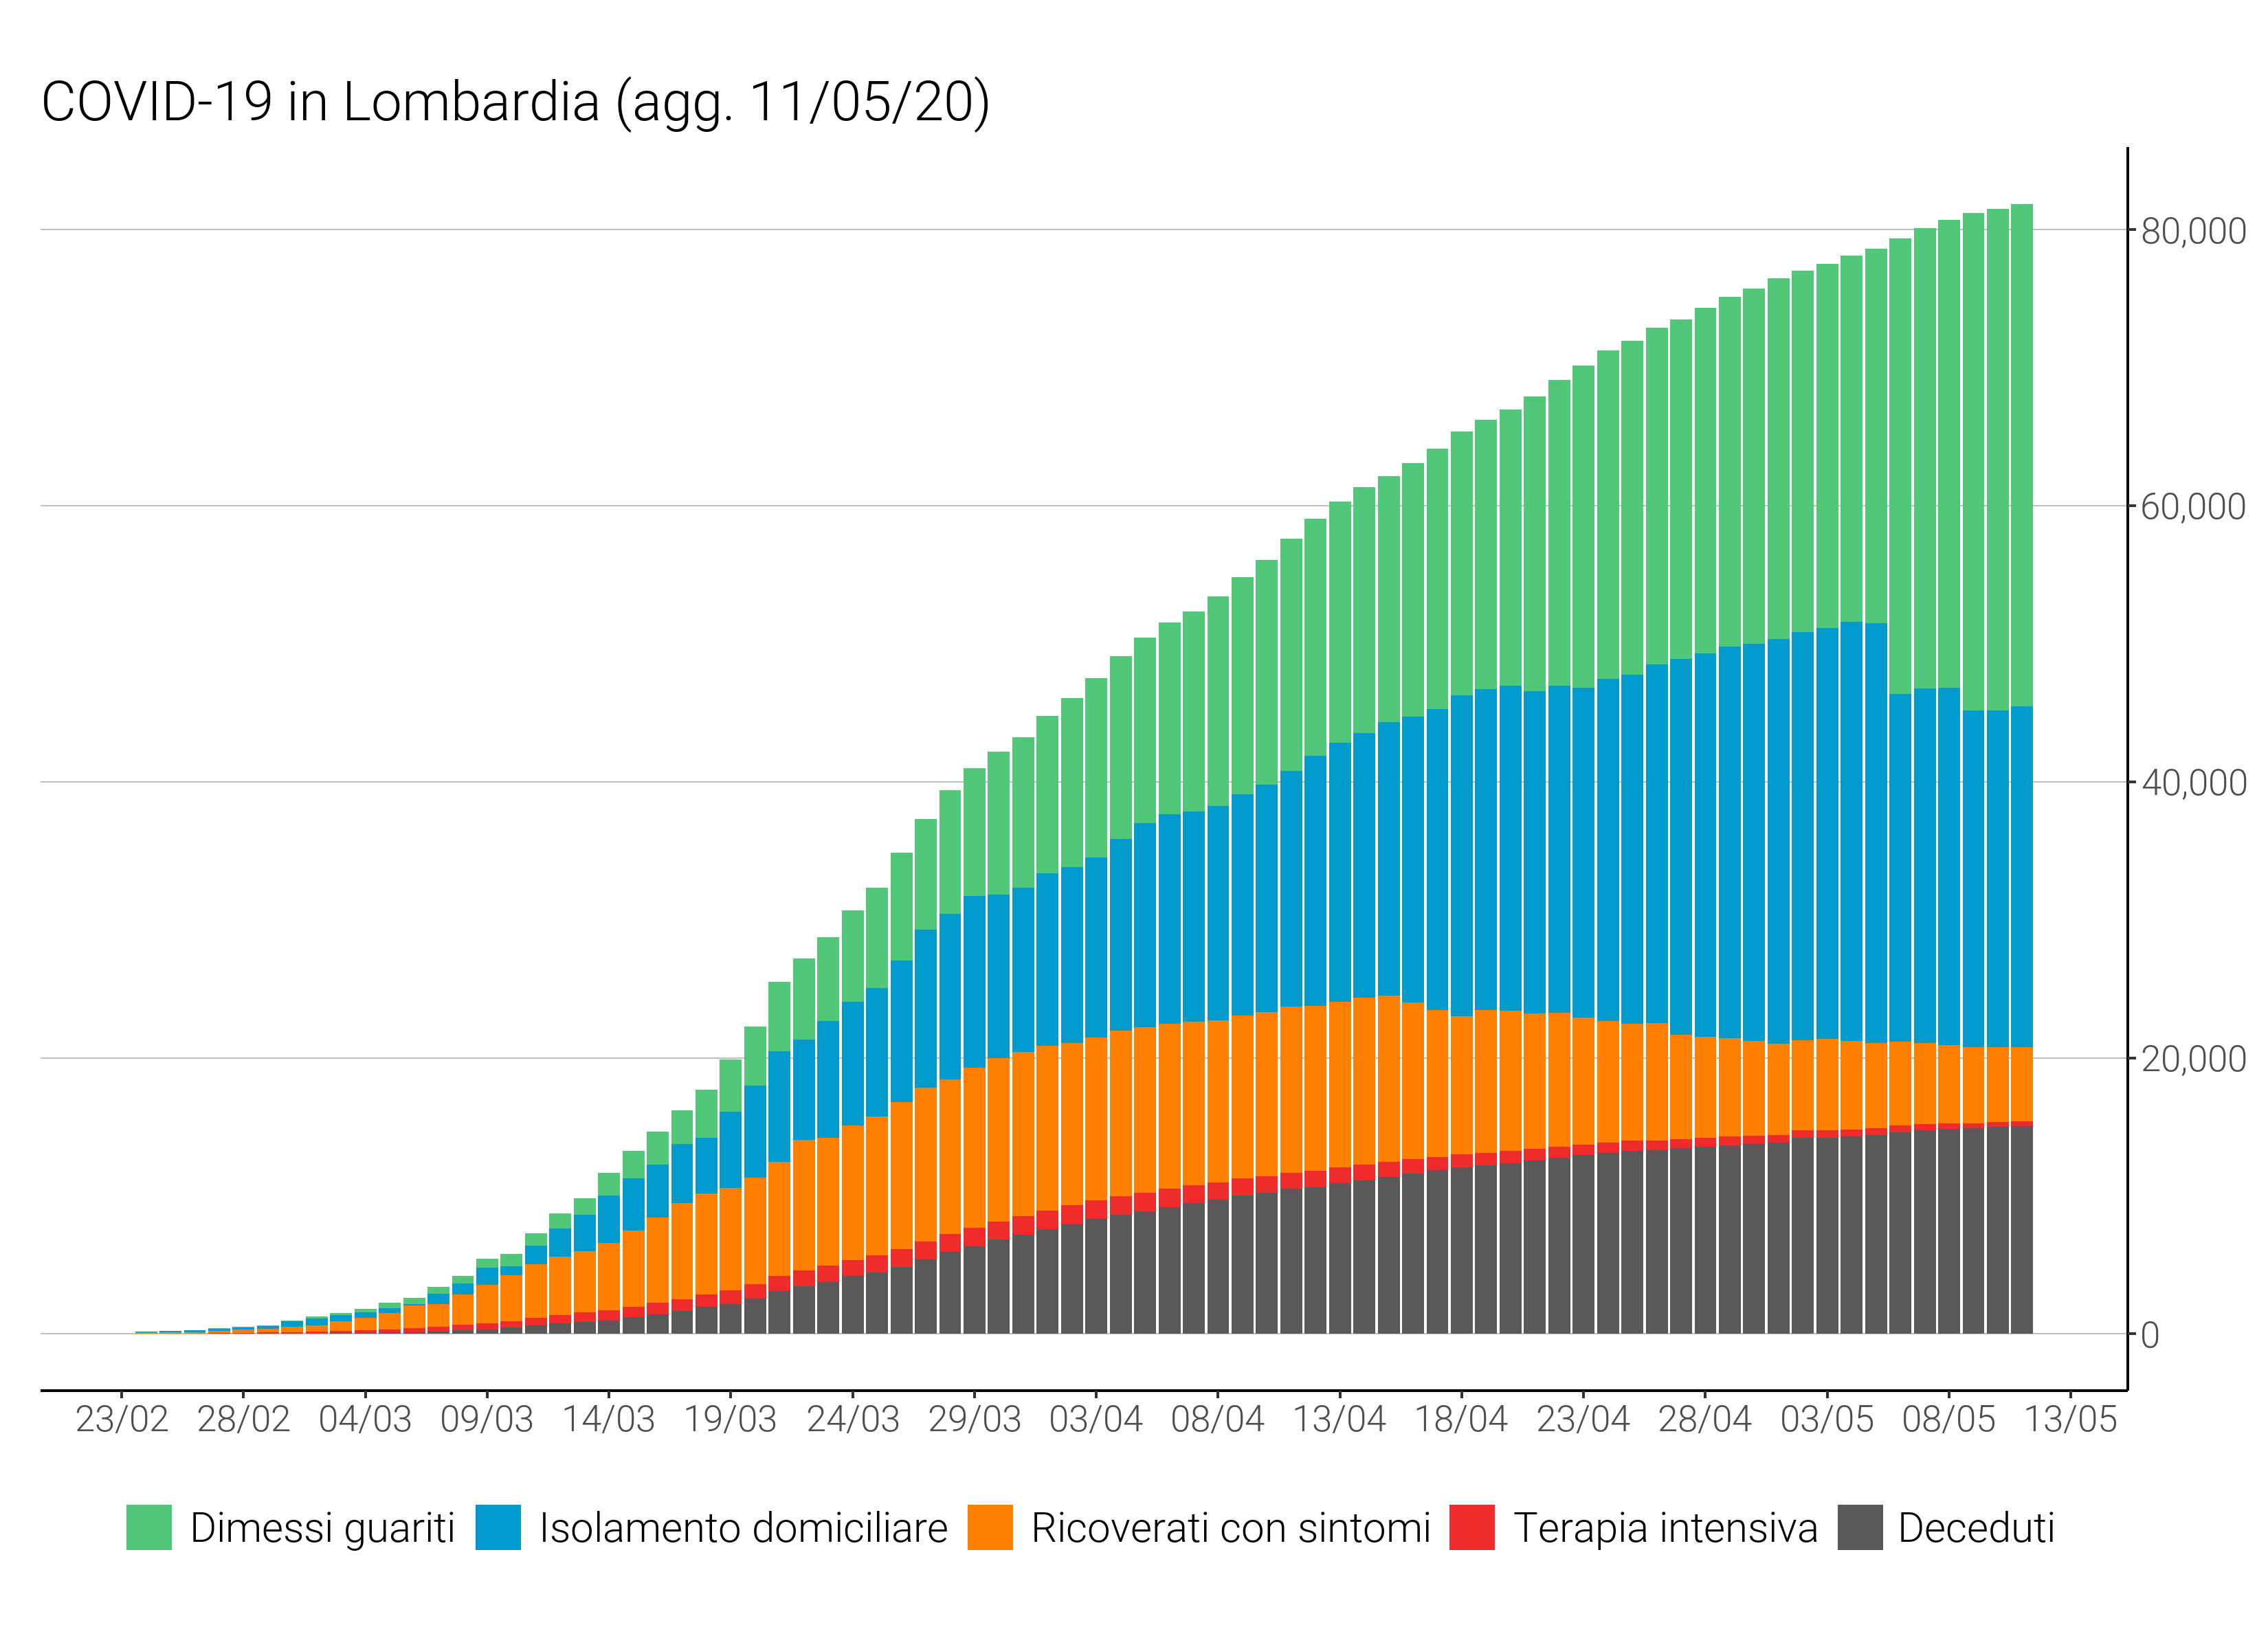 COVID-19 in Lombardia (agg. 11/05/20)
80,000
60,000
40,000
20,000
0
23/02 28/02 04/03 09/03 14/03 19/03 24/03 29/03 03/04 08/04 13/04 18/04 23/04 28/04 03/05 08/05 13/05
Dimessi guariti Isolamento domiciliare Ricoverati con sintomi Terapia intensiva Deceduti